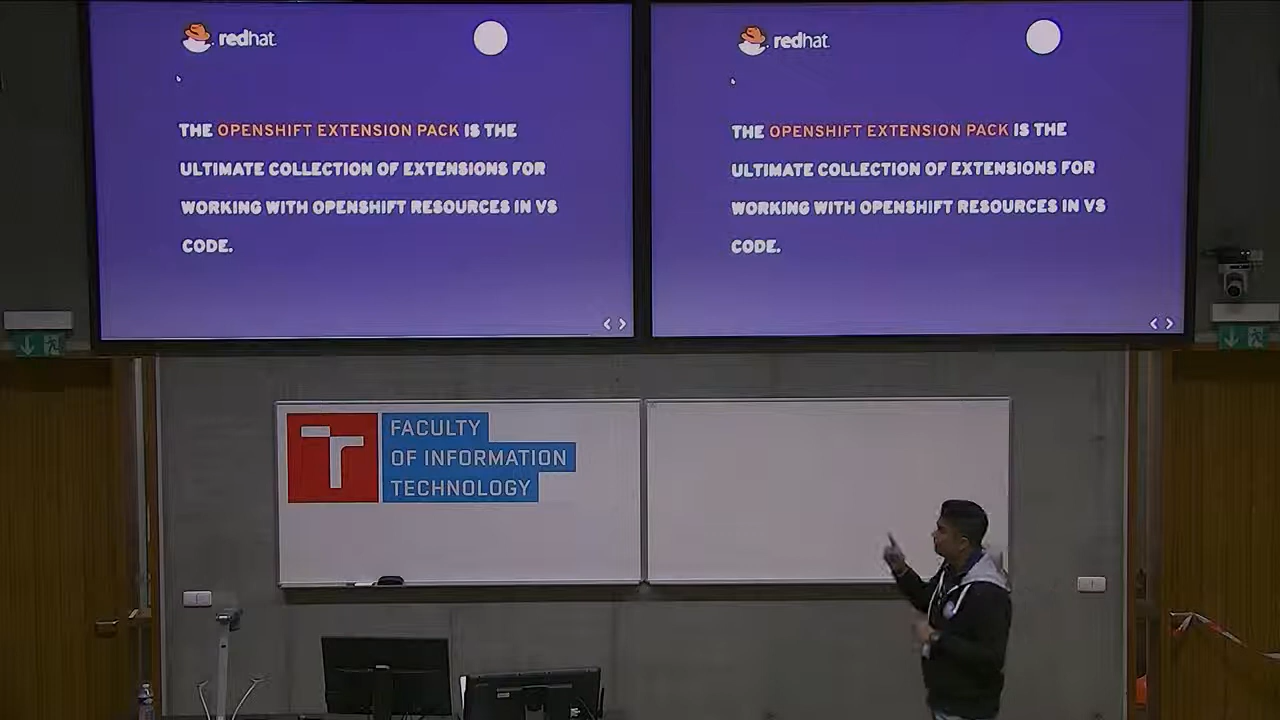 redhat.
THE OPENSHIFT EXTENSION PACK IS THE
ULTIMATE COLLECTION OF EXTENSIONS FOR
WORKING WITH OPENSHIFT RESOURCES IN VS
CODE.
redhat.
THE OPENSHIFT EXTENSION PACK IS THE
ULTIMATE COLLECTION OF EXTENSIONS FOR
WORKING WITH OPENSHIFT RESOURCES IN VS
CODE.
FACULTY
OF INFORMATION
TECHNOLOGY